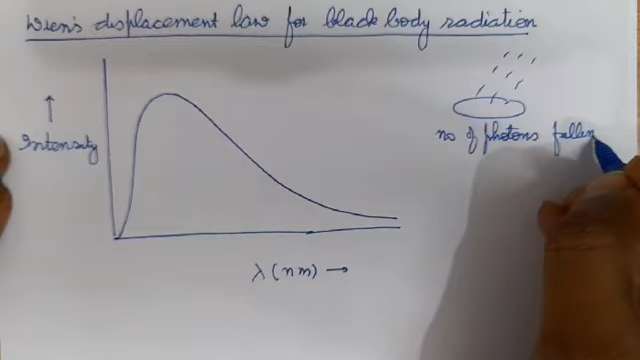 Wien's displacement law for black body radiation
↑
Intensity
no of photons fallen
λ (nm) →